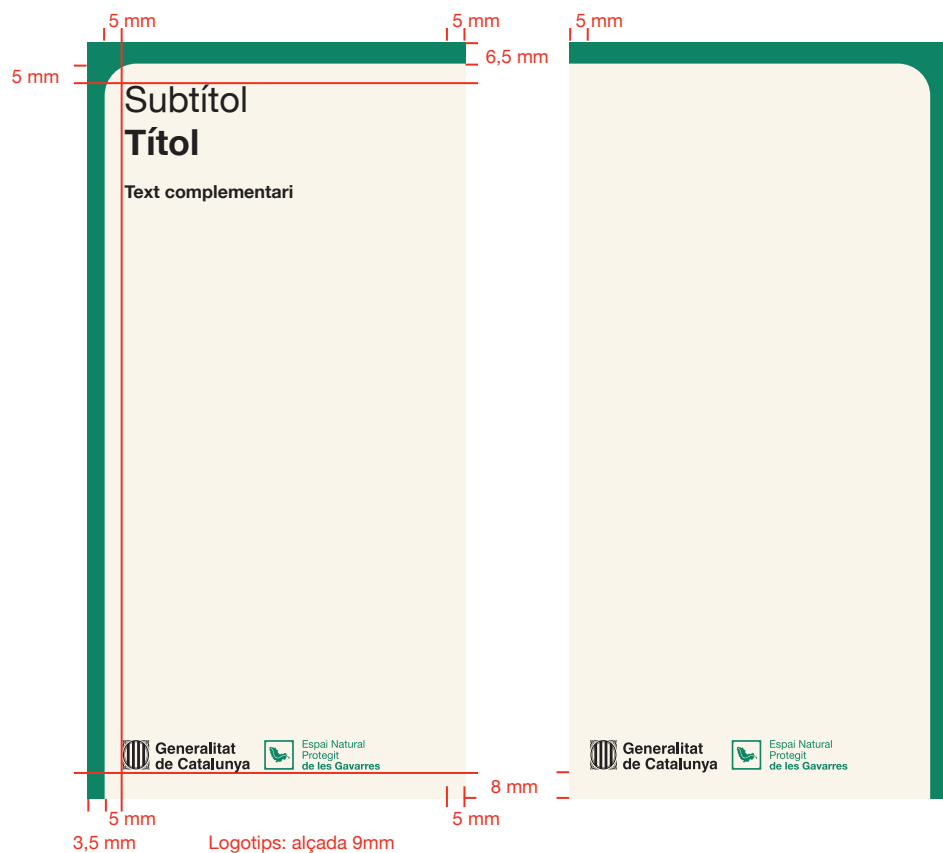 5 mm
5 mm
5 mm
6,5 mm
5 mm
Subtítol
Títol
Text complementari
Generalitat
de Catalunya
Espai Natural
Protegit
de les Gavarres
Generalitat
de Catalunya
Espai Natural
Protegit
de les Gavarres
8 mm
5 mm
5 mm
3,5 mm
Logotips: alçada 9mm